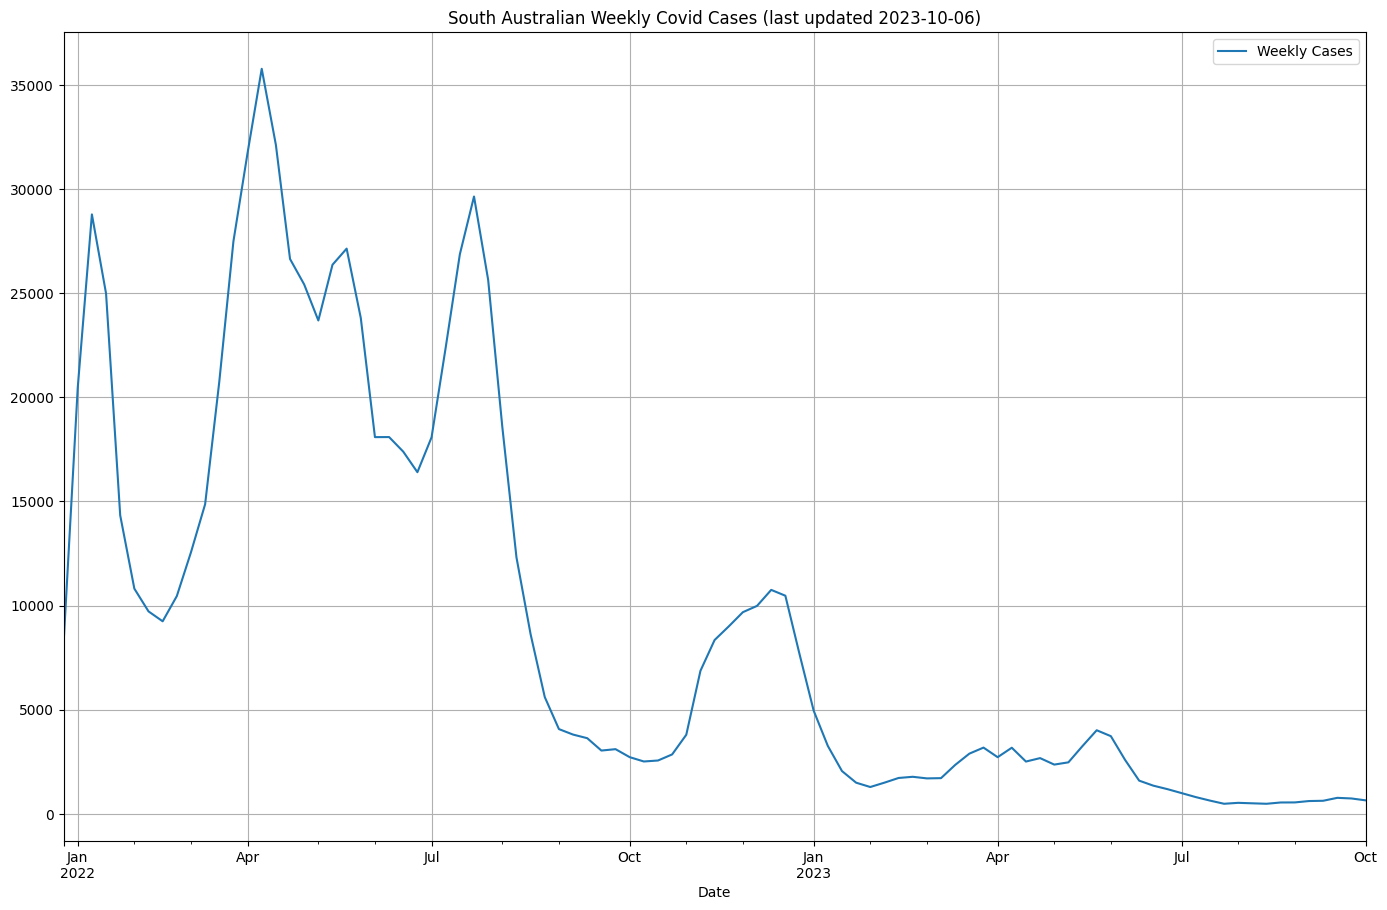 South Australian Weekly Covid Cases (last updated 2023-10-06)
Weekly Cases
35000
30000
25000
20000
15000
10000
5000
0
Jan Apr Jul Oct Jan Apr Jul Oct
2022 2023
Date